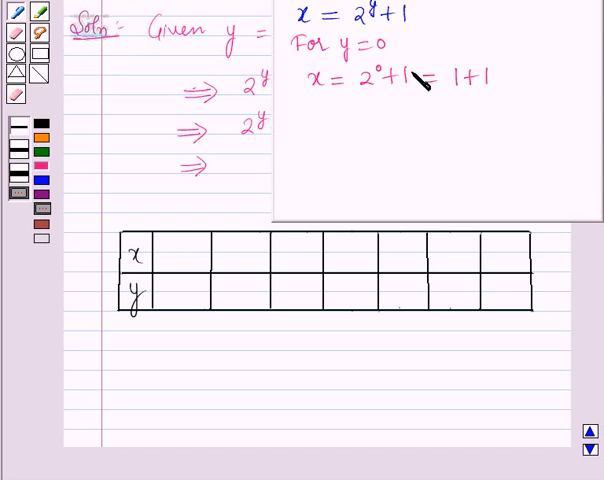 Soln:- Given y =
⇒ 2^y
⇒ 2^y
⇒
x = 2^y + 1
For y = 0
x = 2^0 + 1 = 1 + 1
x
y